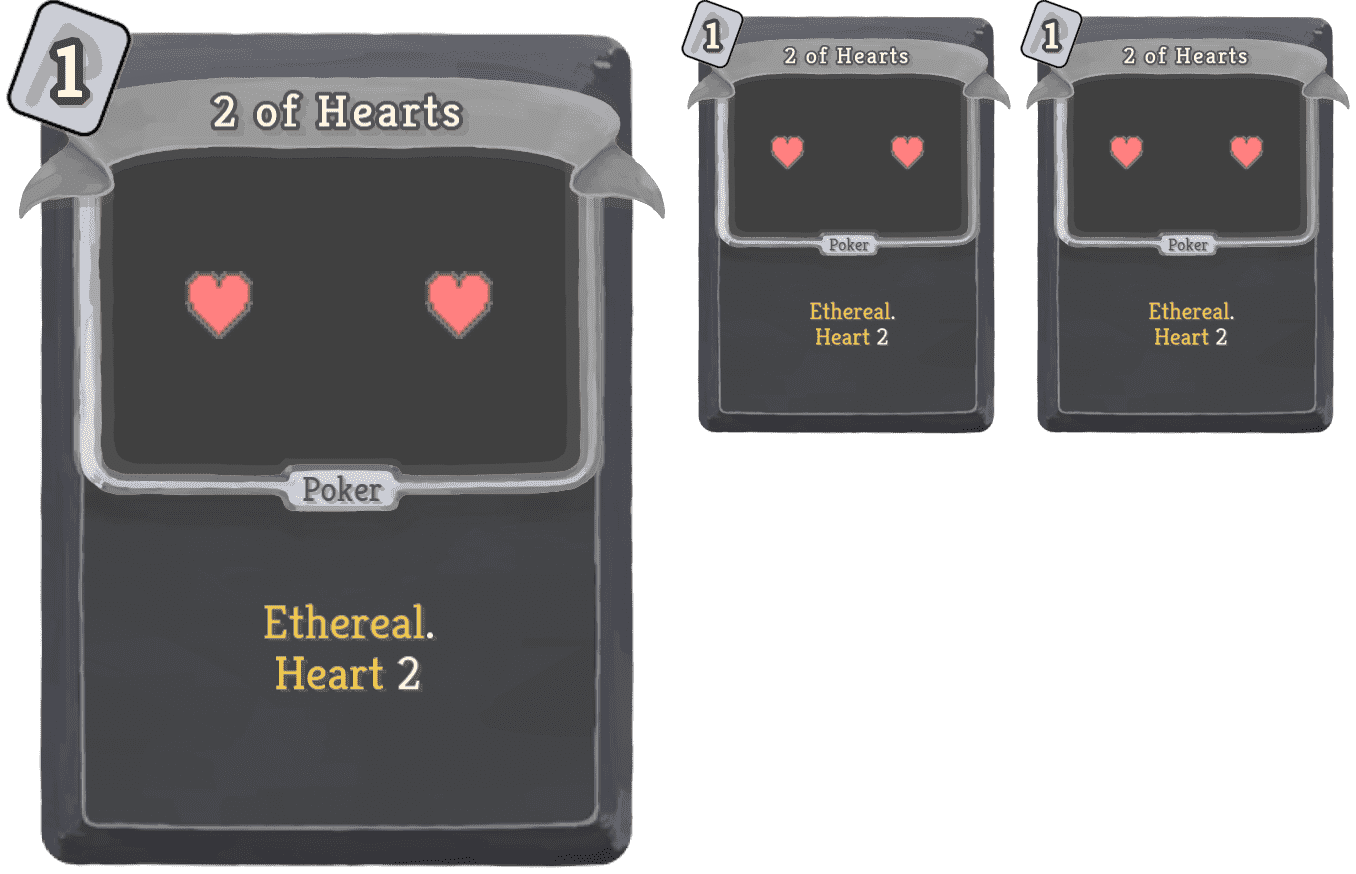 1
2 of Hearts
Poker
Ethereal.
Heart 2
1
2 of Hearts
Poker
Ethereal.
Heart 2
1
2 of Hearts
Poker
Ethereal.
Heart 2